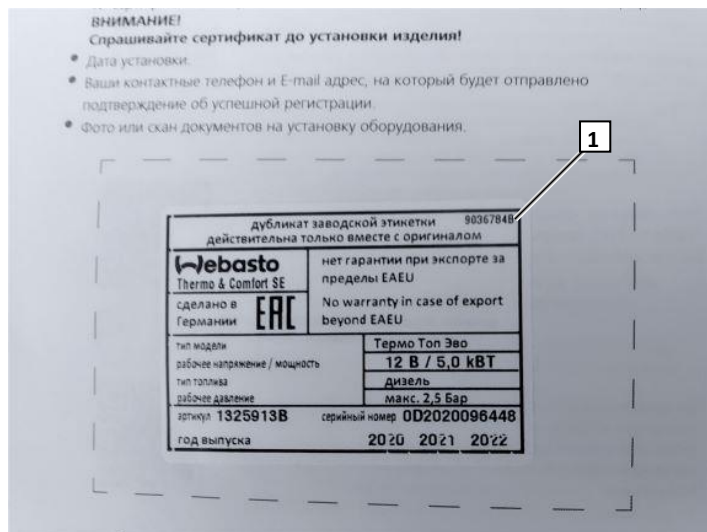 ВНИМАНИЕ!
Спрашивайте сертификат до установки изделия!
• Дата установки.
• Ваши контактные телефон и E-mail адрес, на который будет отправлено
подтверждение об успешной регистрации.
• Фото или скан документов на установку оборудования.
1
дубликат заводской этикетки 9036784B
действительна только вместе с оригиналом
Webasto
Thermo & Comfort SE
нет гарантии при экспорте за
пределы EAEU
сделано в
Германии
EAC
No warranty in case of export
beyond EAEU
тип модели Термо Топ Эво
рабочее напряжение / мощность 12 В / 5,0 кВТ
тип топлива дизель
рабочее давление макс. 2,5 Бар
артикул 1325913B серийный номер 0D2020096448
год выпуска 2020 2021 2022